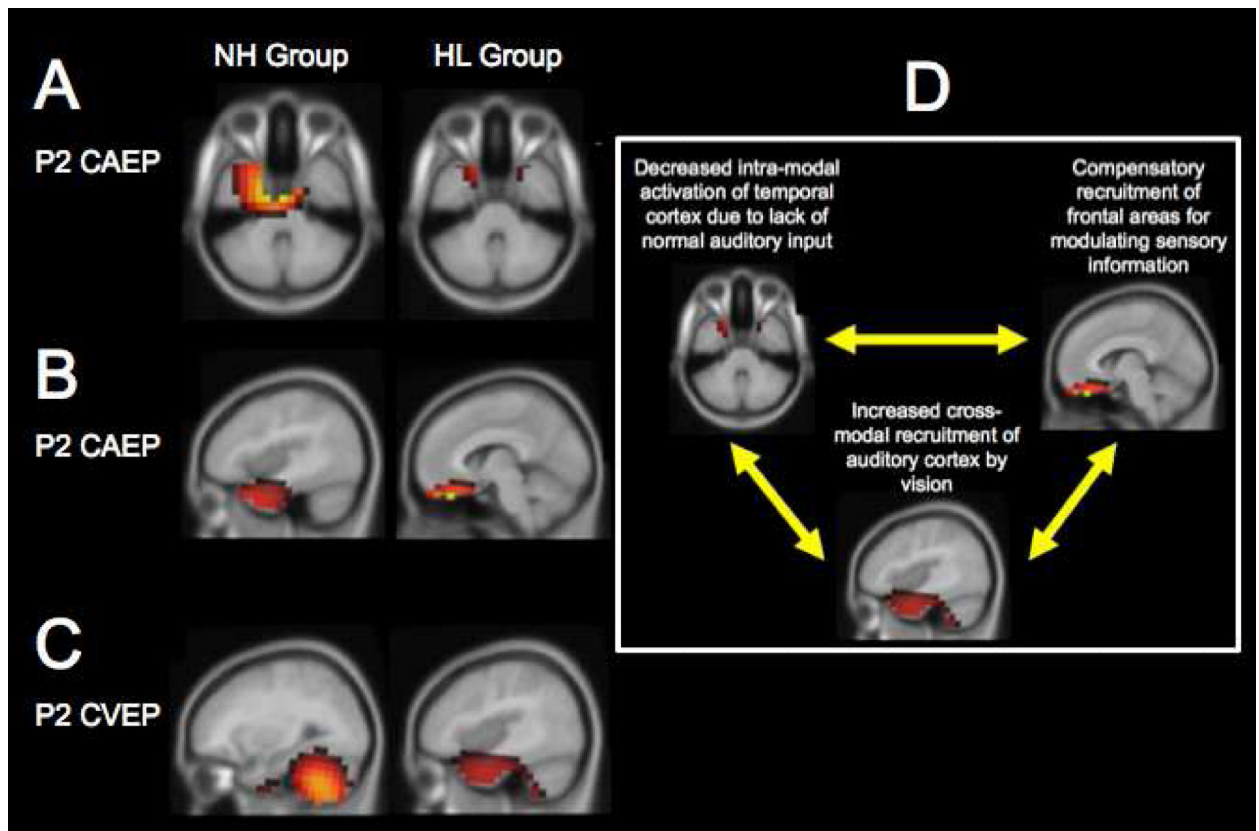 NH Group
HL Group
A
P2 CAEP
B
P2 CAEP
C
P2 CVEP
D
Decreased intra-modal
activation of temporal
cortex due to lack of
normal auditory input
Compensatory
recruitment of
frontal areas for
modulating sensory
information
Increased cross-
modal recruitment of
auditory cortex by
vision